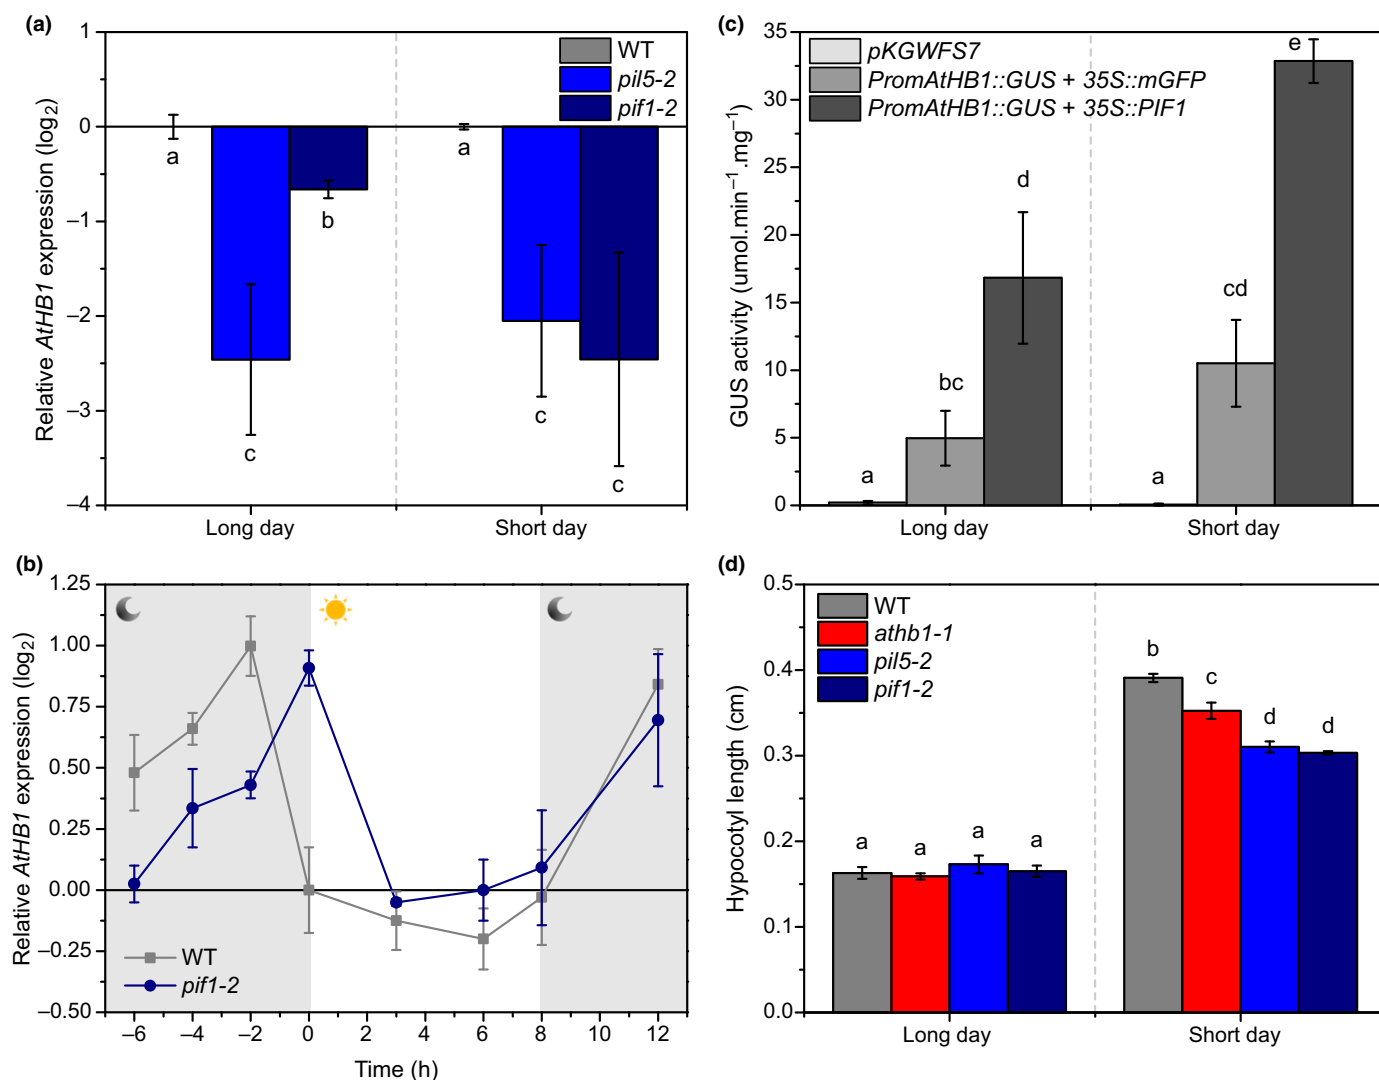 (a)
1
0
–1
–2
–3
–4
Relative AtHB1 expression (log2)
WT
pil5-2
pif1-2
a
c
b
a
c
c
Long day
Short day
(b)
1.25
1.00
0.75
0.50
0.25
0.00
–0.25
–0.50
Relative AtHB1 expression (log2)
WT
pif1-2
–6 –4 –2 0 2 4 6 8 10 12
Time (h)
(c)
35
30
25
20
15
10
5
0
GUS activity (umol.min–1.mg–1)
pKGWFS7
PromAtHB1::GUS + 35S::mGFP
PromAtHB1::GUS + 35S::PIF1
a
bc
d
a
cd
e
Long day
Short day
(d)
0.5
0.4
0.3
0.2
0.1
0.0
Hypocotyl length (cm)
WT
athb1-1
pil5-2
pif1-2
a
a
a
a
b
c
d
d
Long day
Short day